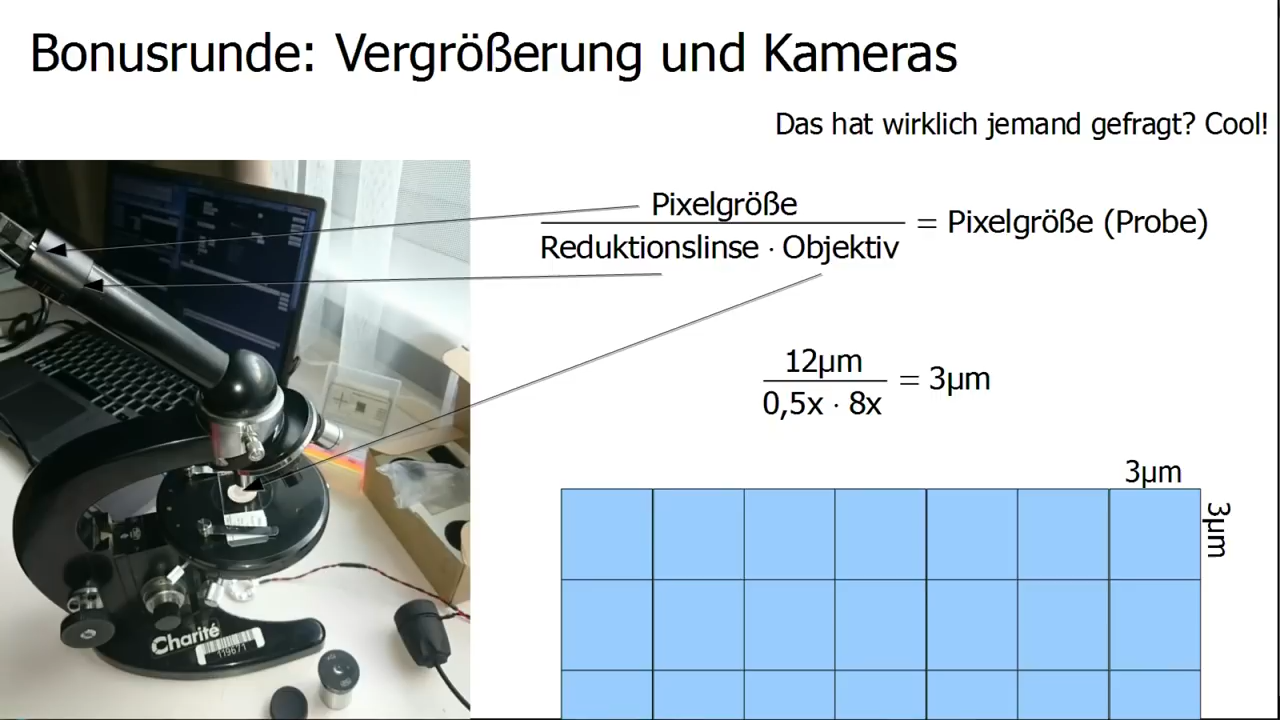 Bonusrunde: Vergrößerung und Kameras
Das hat wirklich jemand gefragt? Cool!
Pixelgröße
Reduktionslinse · Objektiv
= Pixelgröße (Probe)
12µm
0,5x · 8x
= 3µm
3µm
3µm
Charité
119671